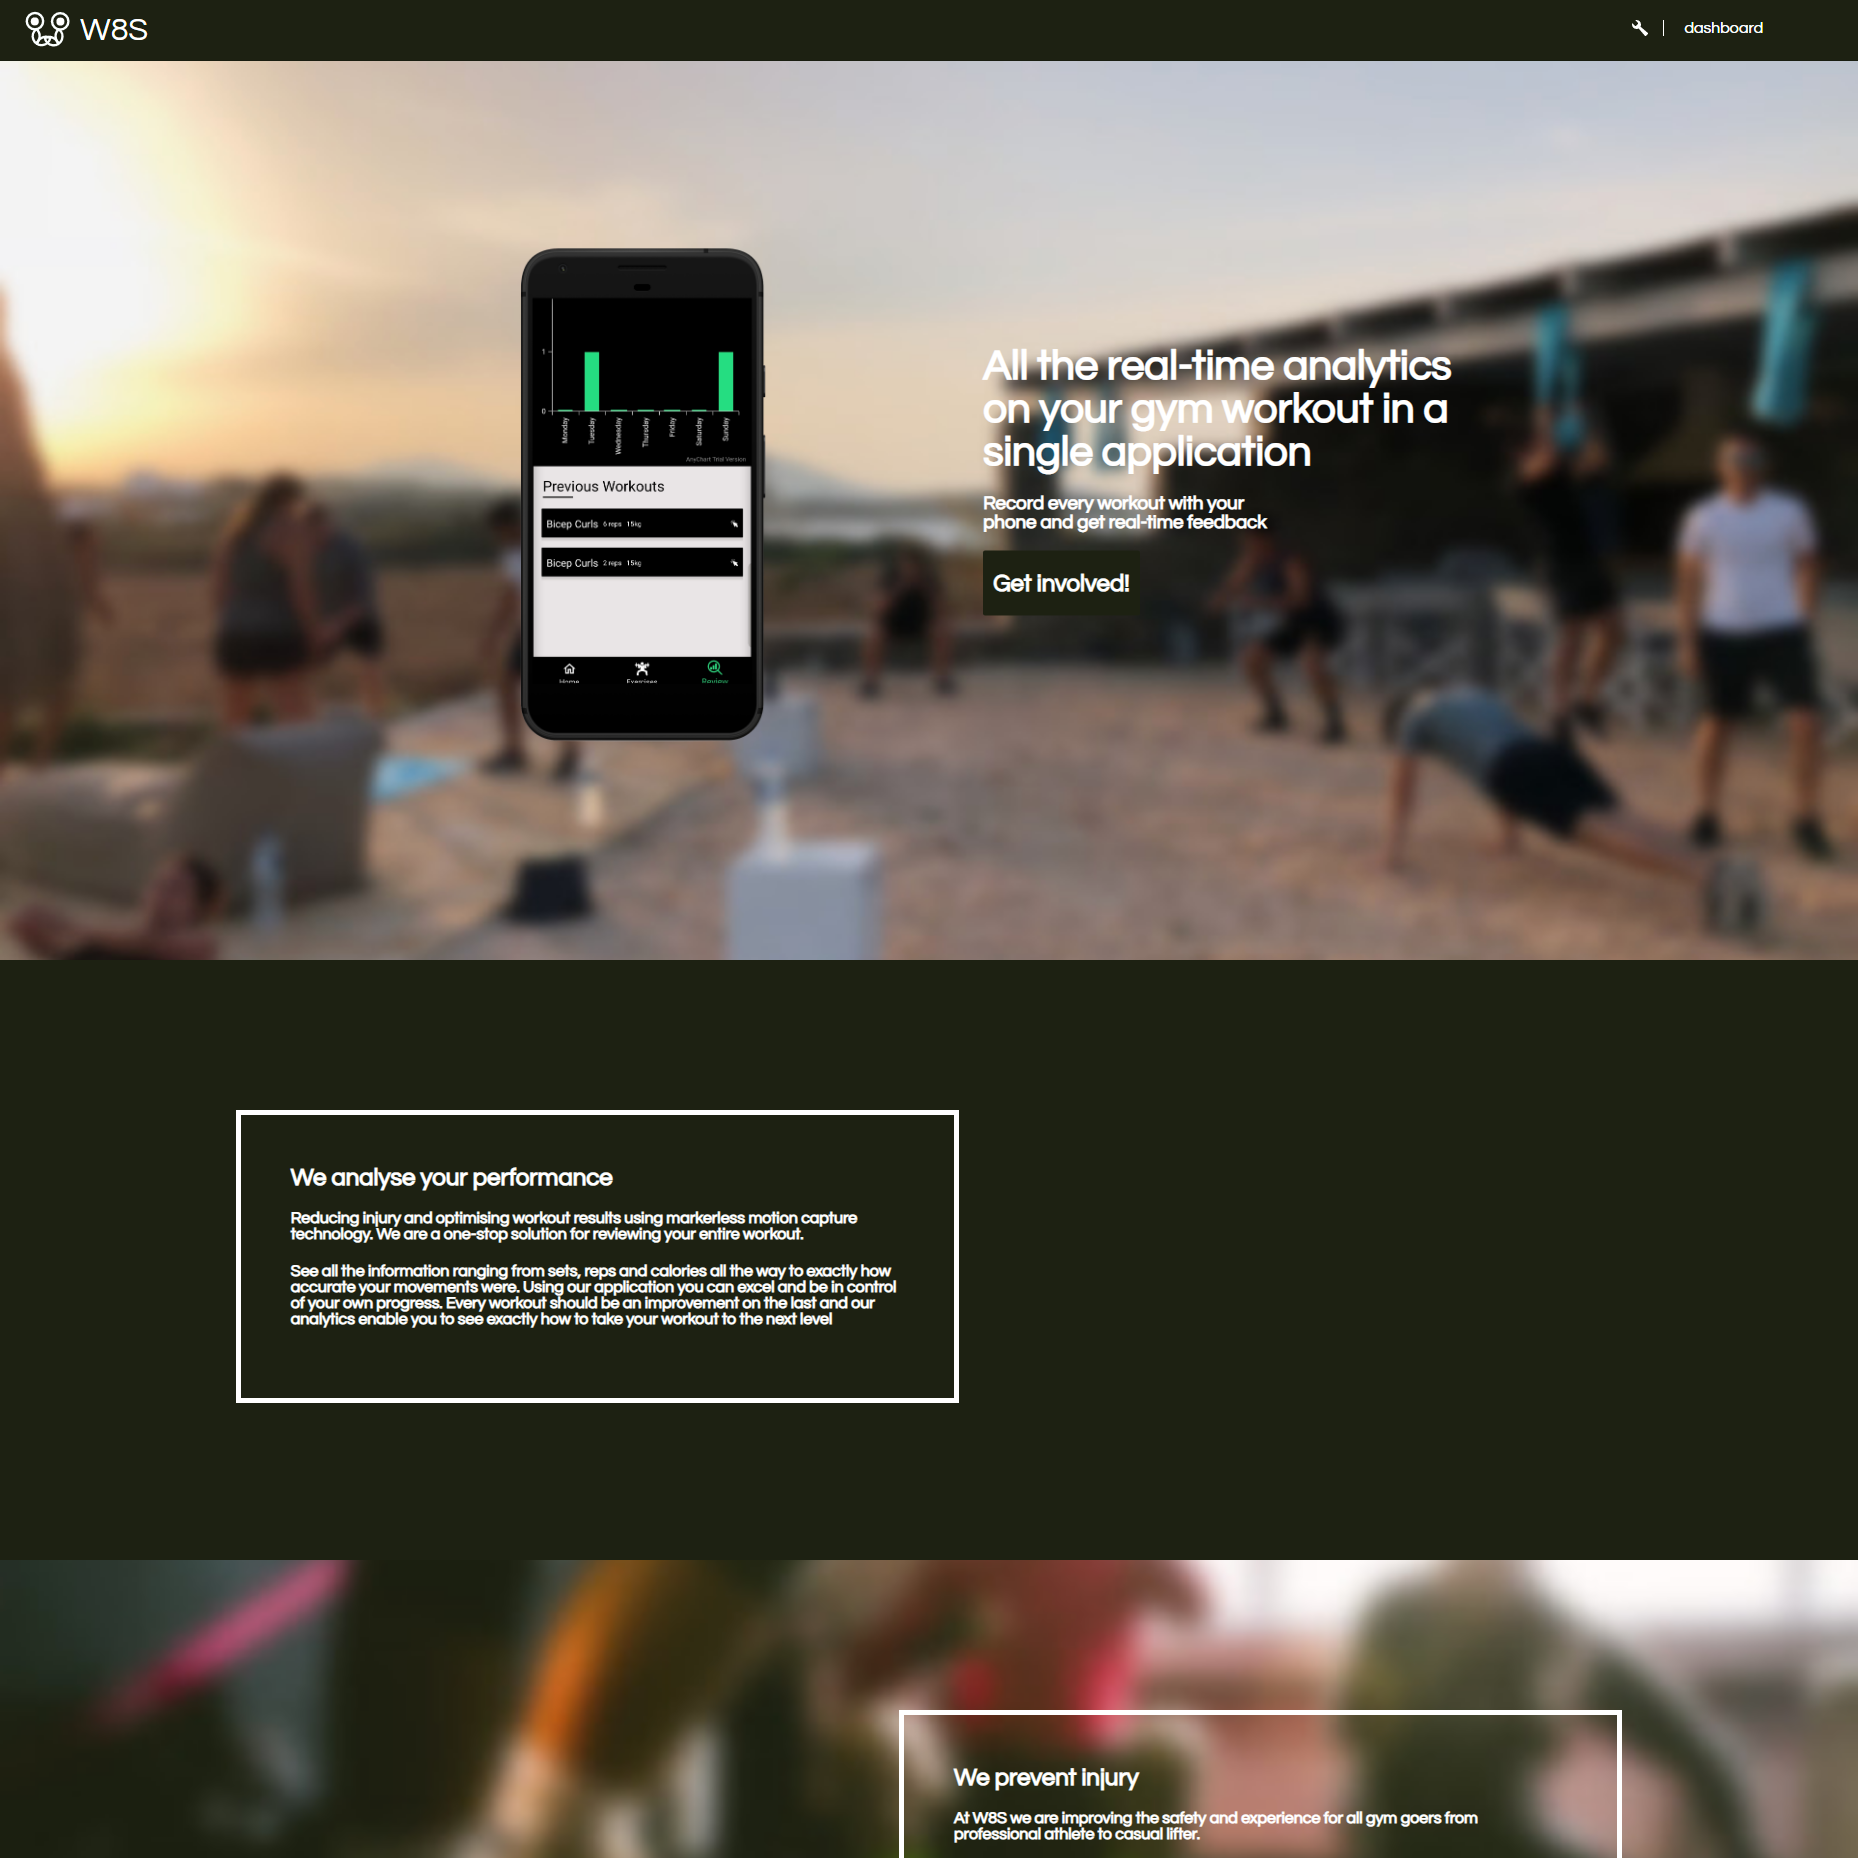 W8S
dashboard
All the real-time analytics
on your gym workout in a
single application
Record every workout with your
phone and get real-time feedback
Get involved!
1
0
Monday
Tuesday
Wednesday
Thursday
Friday
Saturday
Sunday
AnyChart Trial Version
Previous Workouts
Bicep Curls 6 reps 15kg
Bicep Curls 2 reps 15kg
Home
Exercises
Review
We analyse your performance
Reducing injury and optimising workout results using markerless motion capture
technology. We are a one-stop solution for reviewing your entire workout.
See all the information ranging from sets, reps and calories all the way to exactly how
accurate your movements were. Using our application you can excel and be in control
of your own progress. Every workout should be an improvement on the last and our
analytics enable you to see exactly how to take your workout to the next level
We prevent injury
At W8S we are improving the safety and experience for all gym goers from
professional athlete to casual lifter.